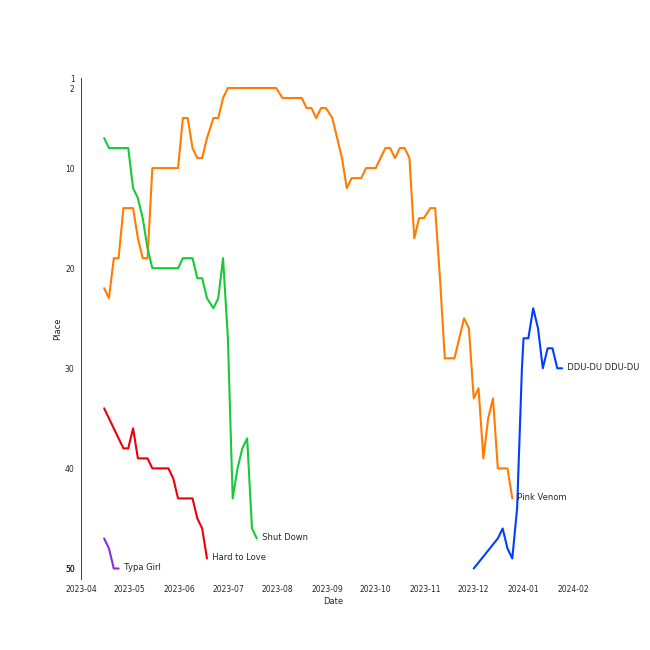 1
2
10
20
30
40
50
Place
DDU-DU DDU-DU
Pink Venom
Shut Down
Hard to Love
Typa Girl
2023-04 2023-05 2023-06 2023-07 2023-08 2023-09 2023-10 2023-11 2023-12 2024-01 2024-02
Date